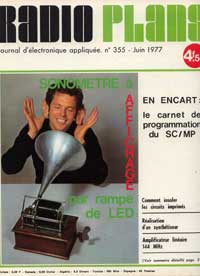 RADIO PLANS
Journal d'électronique appliquée. n° 355 - Juin 1977
SONOMETRE à
AFFICHAGE
par rampe
de LED
EN ENCART:
le carnet de
programmation
du SC/MP
Comment insoler
les circuits imprimés
Réalisation
d'un synthétiseur
Amplificateur linéaire
144 MHz